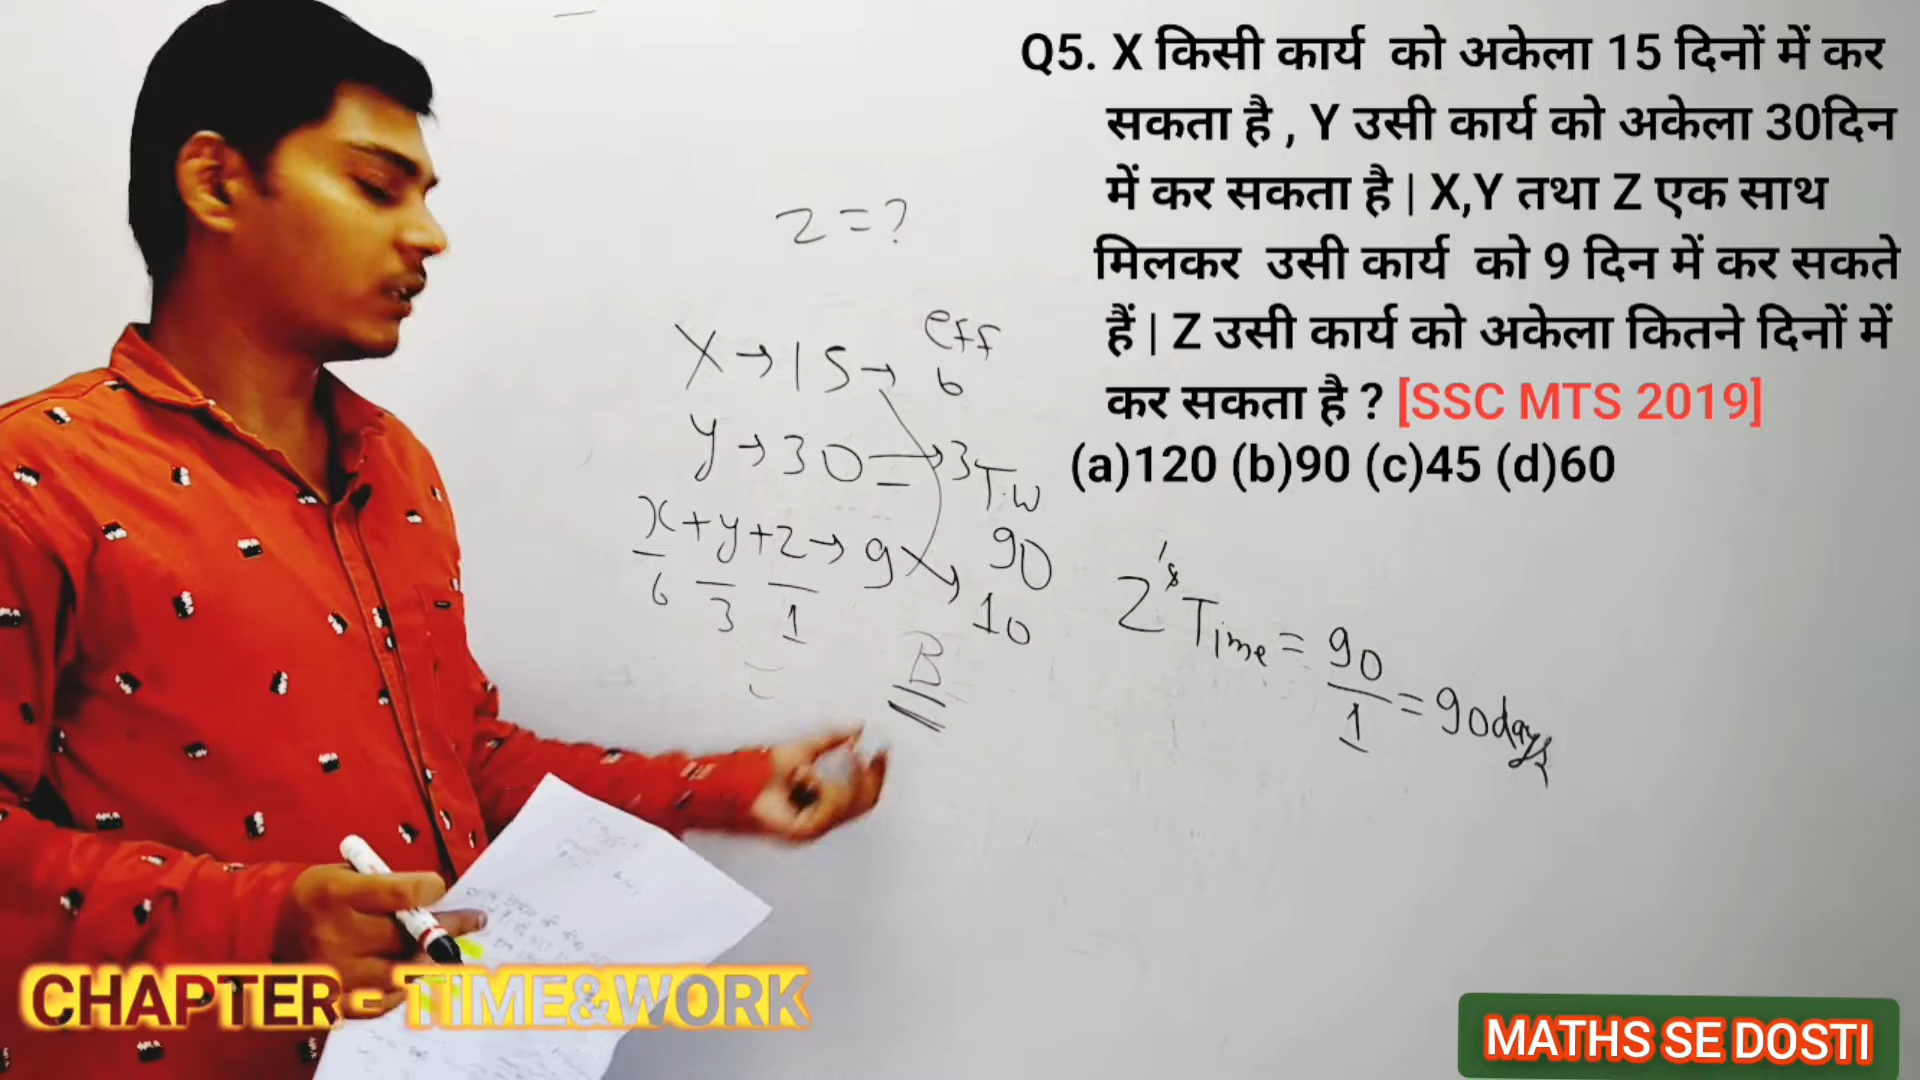 Q5. X किसी कार्य को अकेला 15 दिनों में कर
सकता है , Y उसी कार्य को अकेला 30दिन
में कर सकता है | X,Y तथा Z एक साथ
मिलकर उसी कार्य को 9 दिन में कर सकते
हैं | Z उसी कार्य को अकेला कितने दिनों में
कर सकता है ? [SSC MTS 2019]
(a)120 (b)90 (c)45 (d)60
Z = ?
eff
X → 15 → 6
Y → 30 → 3
T.W
x + y + z → 9
90
6 3 1
10
B
Z's Time = 90/1 = 90 days
CHAPTER - TIME&WORK
MATHS SE DOSTI